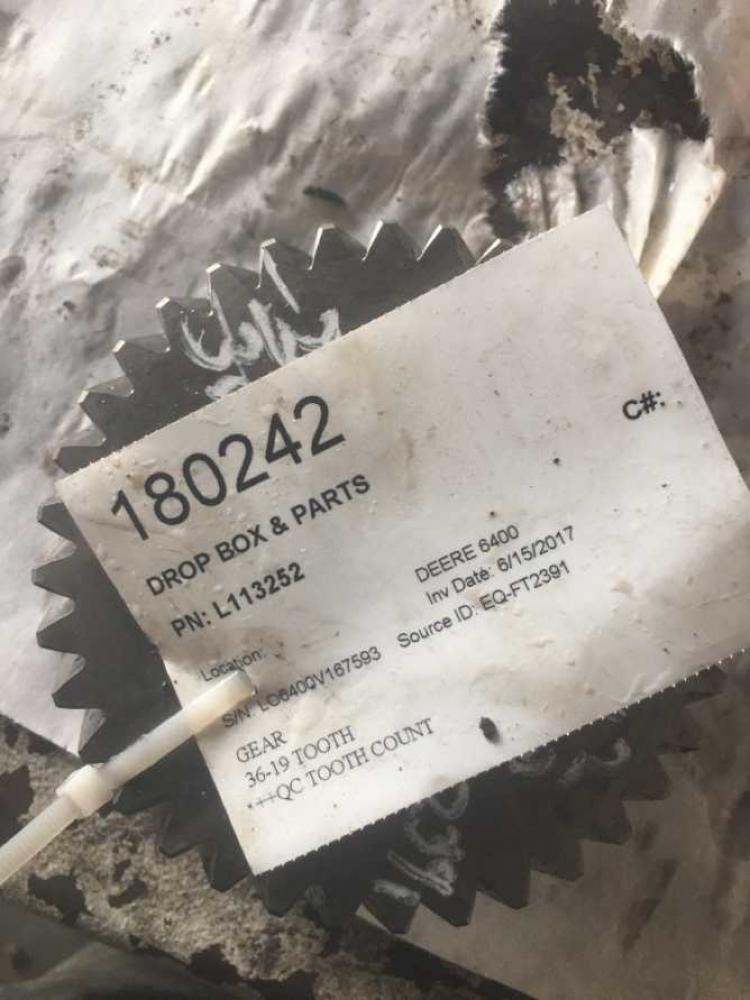 180242
C#:
DROP BOX & PARTS
PN: L113252
DEERE 6400
Inv Date: 6/15/2017
Source ID: EQ-FT2391
Location:
S/N: LO6400V167593
GEAR
36-19 TOOTH
*++QC TOOTH COUNT